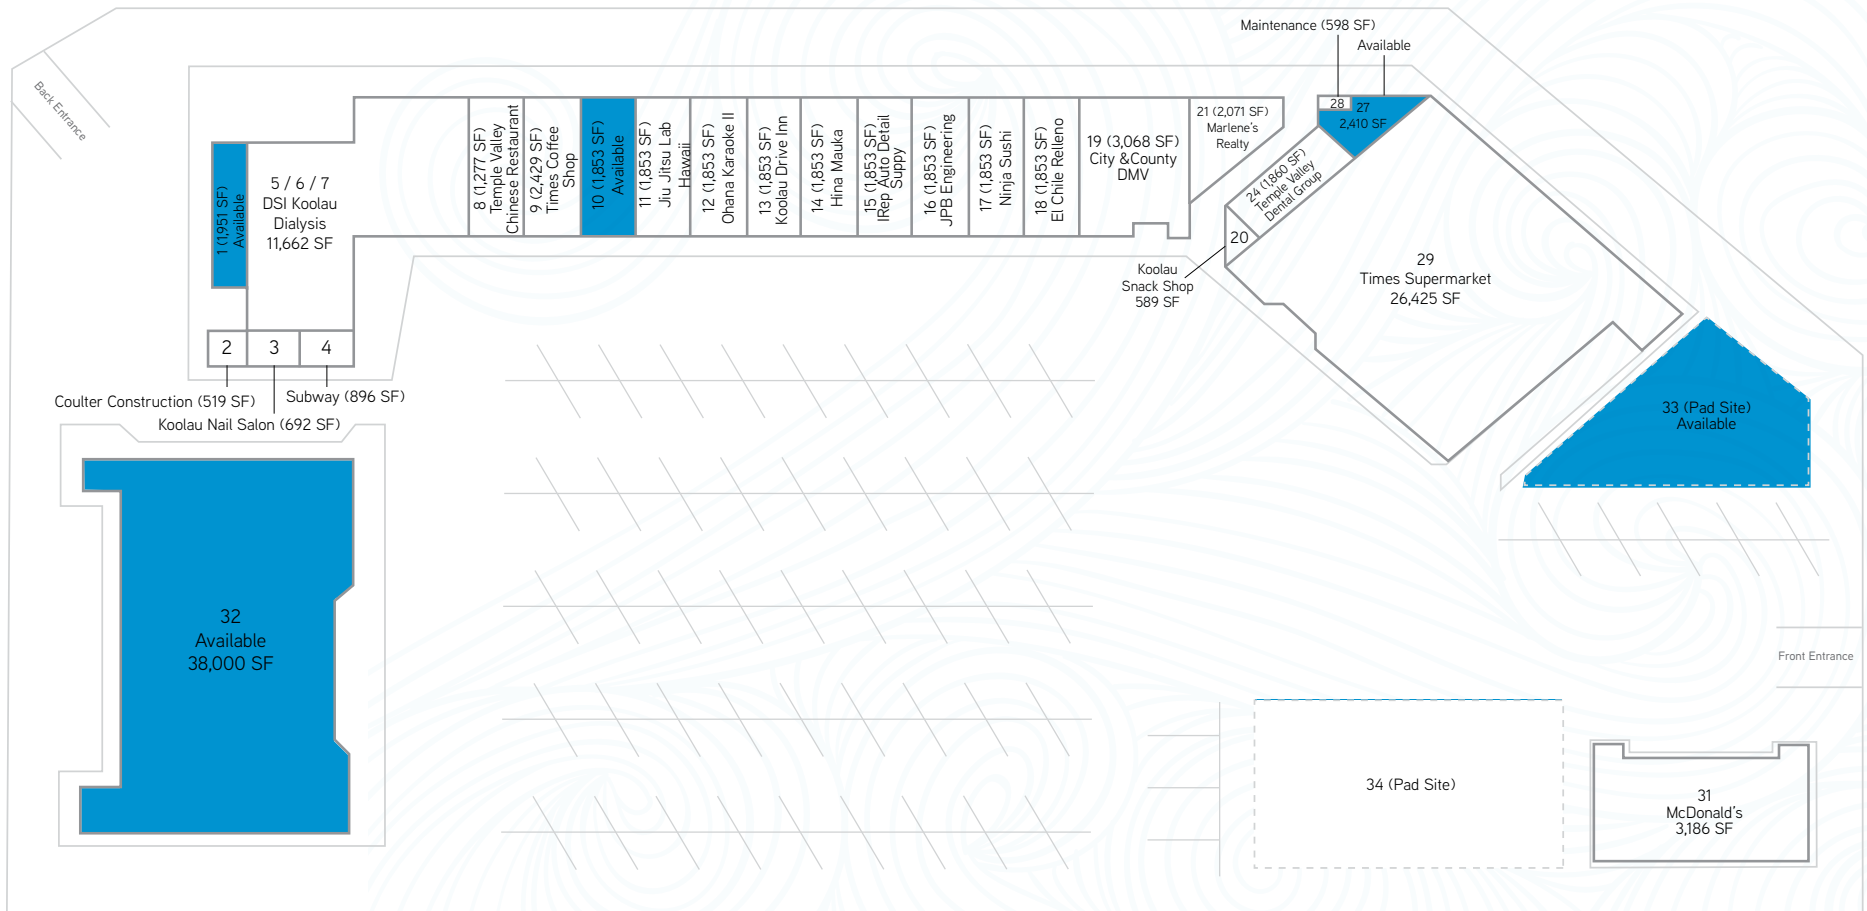 Maintenance (598 SF)
Available
Back Entrance
28
27
2,410 SF
1 (1,951 SF)
Available
5 / 6 / 7
DSI Koolau
Dialysis
11,662 SF
8 (1,277 SF)
Temple Valley
Chinese Restaurant
9 (2,429 SF)
Times Coffee
Shop
10 (1,853 SF)
Available
11 (1,853 SF)
Jiu Jitsu Lab
Hawaii
12 (1,853 SF)
Ohana Karaoke II
13 (1,853 SF)
Koolau Drive Inn
14 (1,853 SF)
Hina Mauka
15 (1,853 SF)
IRep Auto Detail
Suppy
16 (1,853 SF)
JPB Engineering
17 (1,853 SF)
Ninja Sushi
18 (1,853 SF)
El Chile Relleno
19 (3,068 SF)
City &County
DMV
21 (2,071 SF)
Marlene's
Realty
24 (1,860 SF)
Temple Valley
Dental Group
20
Koolau
Snack Shop
589 SF
29
Times Supermarket
26,425 SF
2
3
4
Coulter Construction (519 SF)
Subway (896 SF)
Koolau Nail Salon (692 SF)
33 (Pad Site)
Available
32
Available
38,000 SF
Front Entrance
34 (Pad Site)
31
McDonald's
3,186 SF